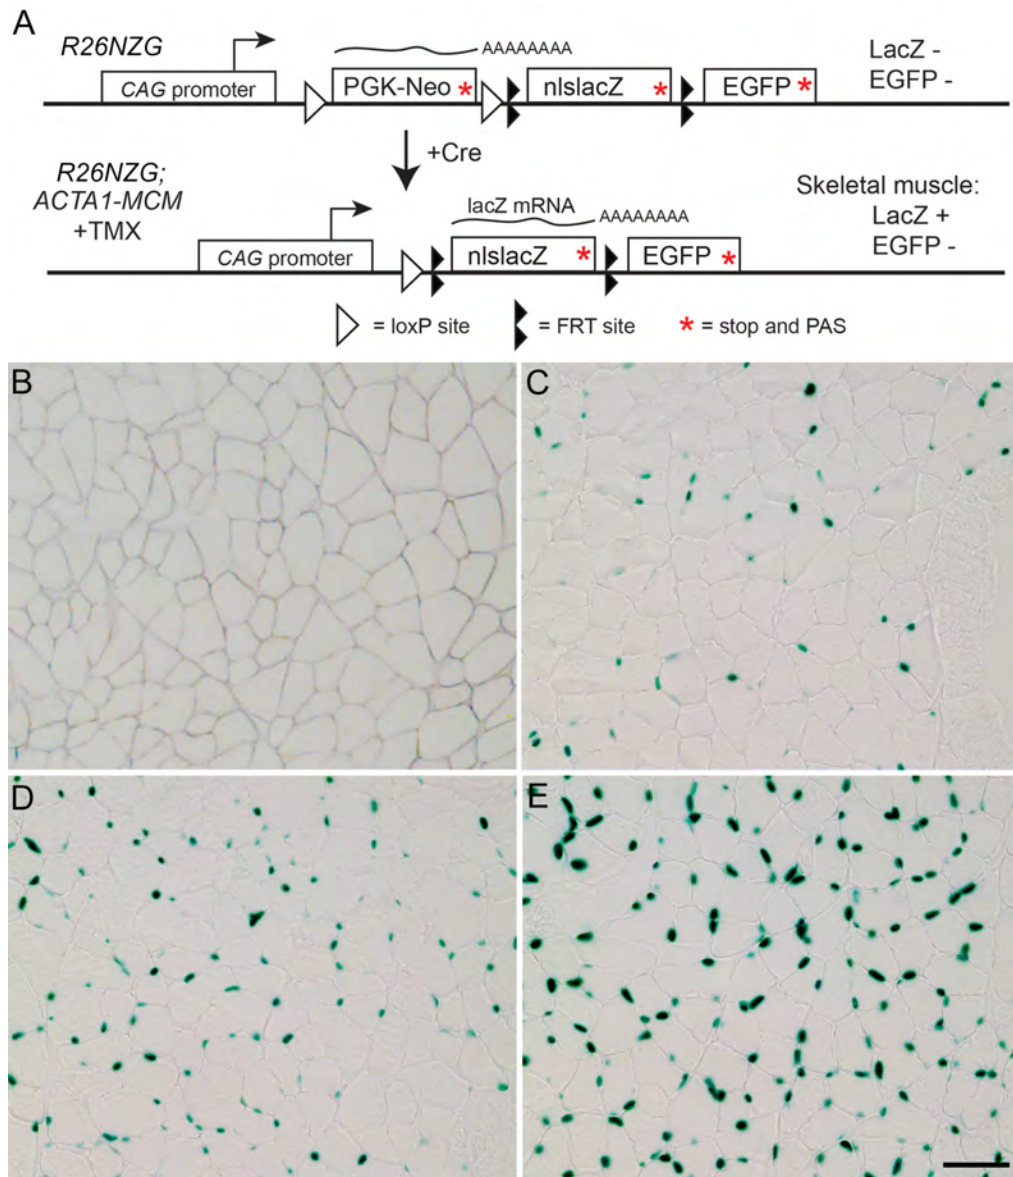 A
R26NZG
AAAAAAAA
LacZ -
EGFP -
CAG promoter
PGK-Neo *
nlslacZ *
EGFP *
+Cre
R26NZG;
ACTA1-MCM
+TMX
lacZ mRNA
AAAAAAAA
Skeletal muscle:
LacZ +
EGFP -
CAG promoter
nlslacZ *
EGFP *
= loxP site
= FRT site
* = stop and PAS
B
C
D
E